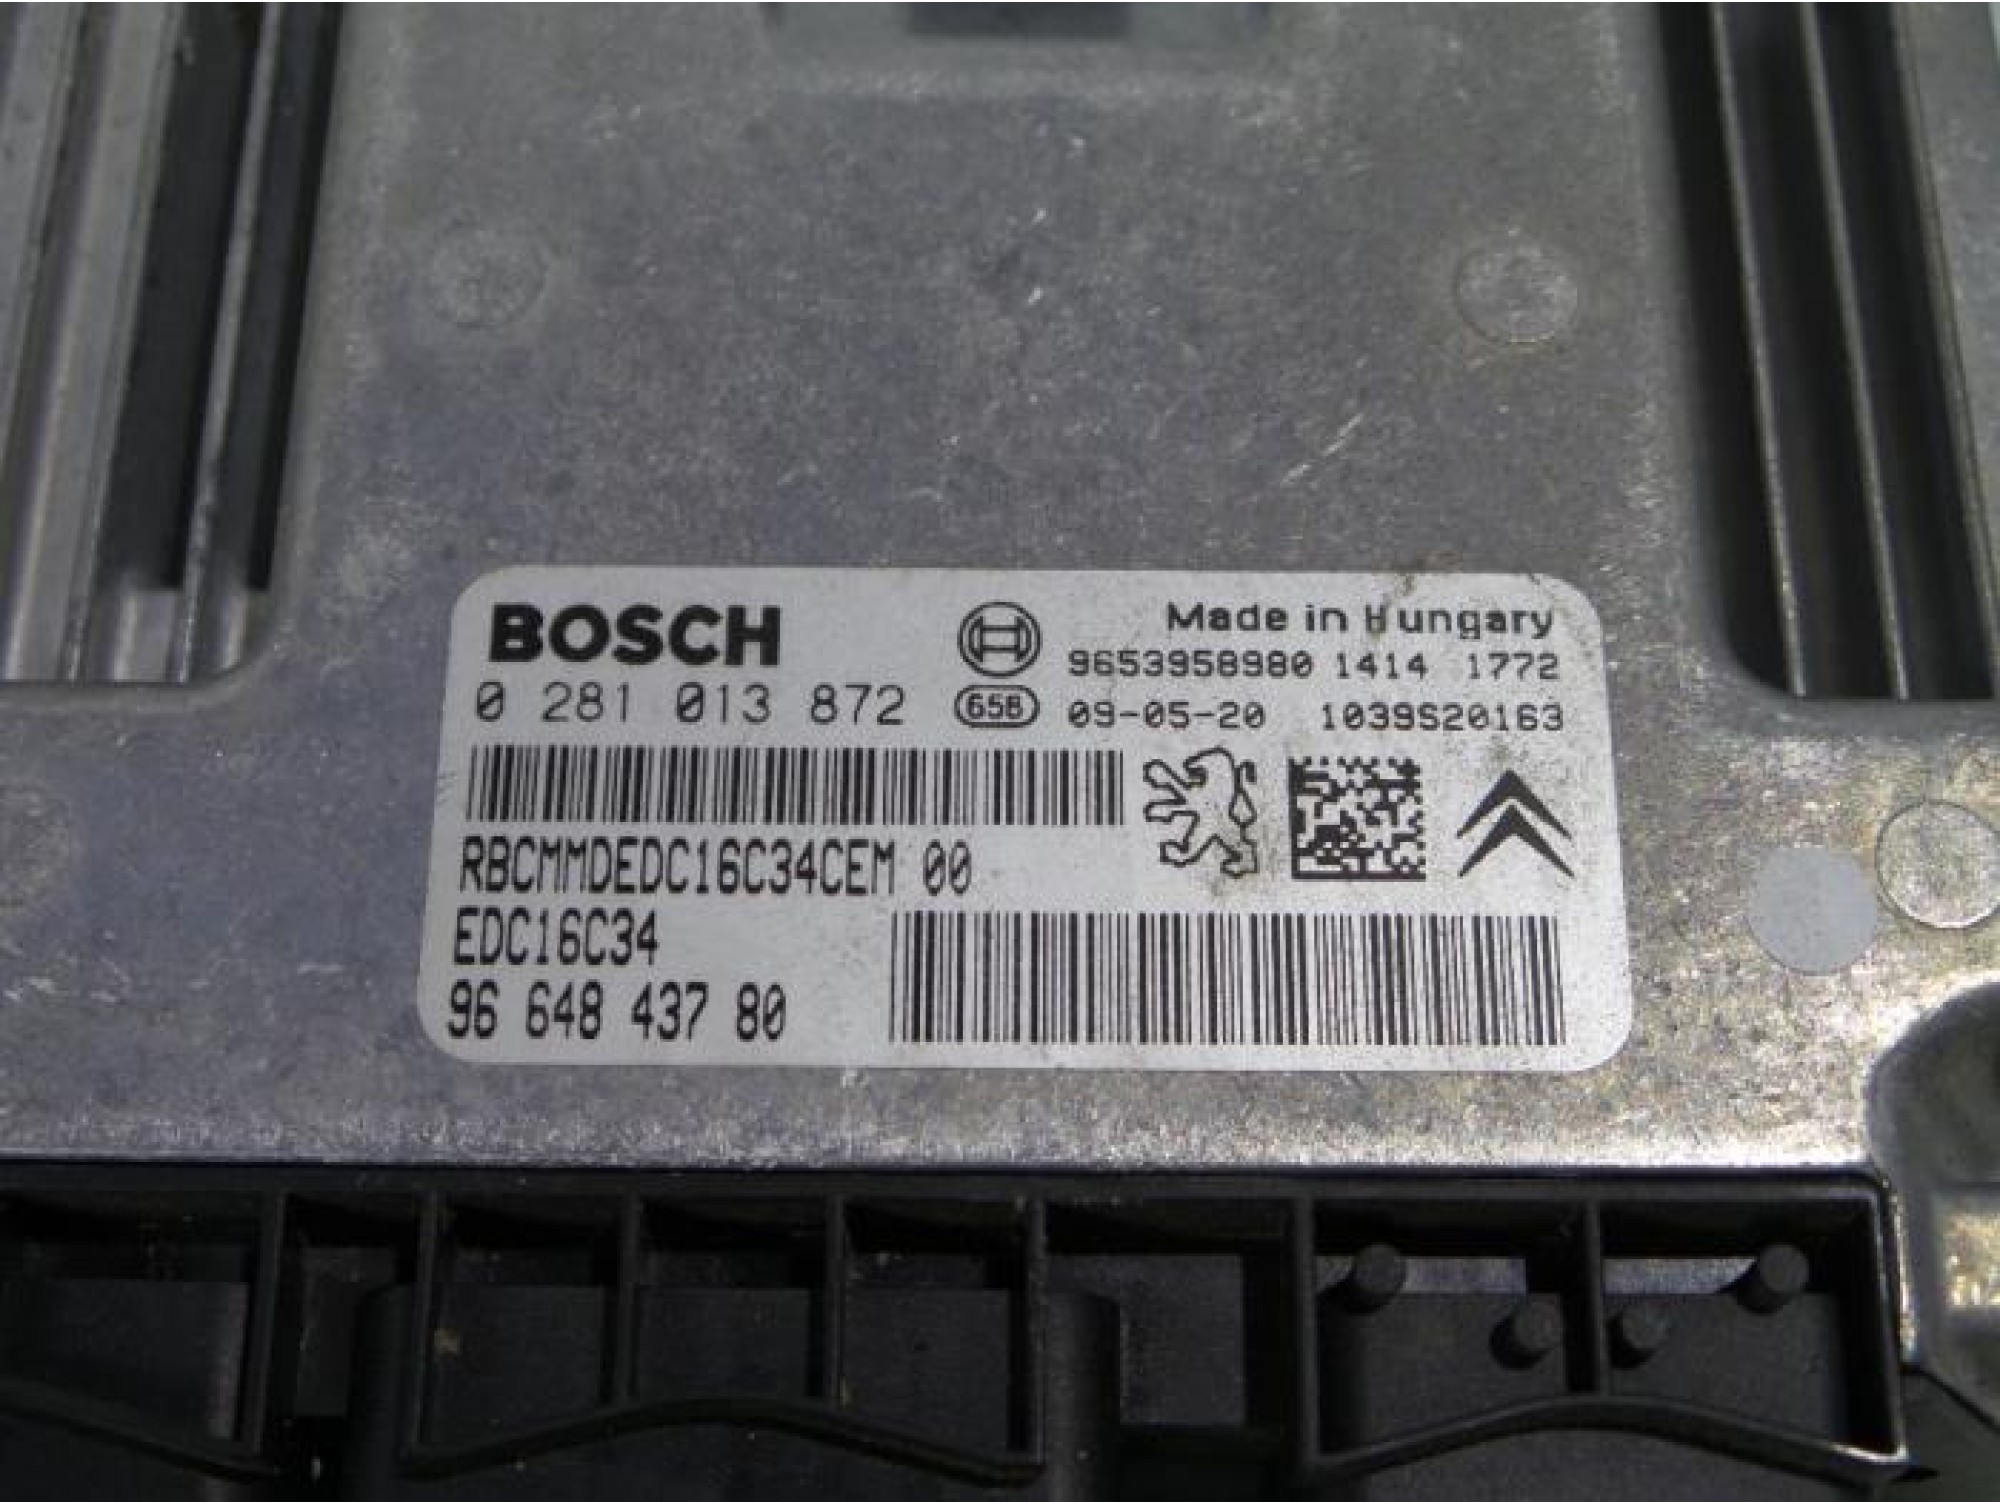 BOSCH
Made in Hungary
9653958980 1414 1772
0 281 013 872
656 09-05-20 1039S20163
RBCMMDEDC16C34CEM 00
EDC16C34
96 648 437 80